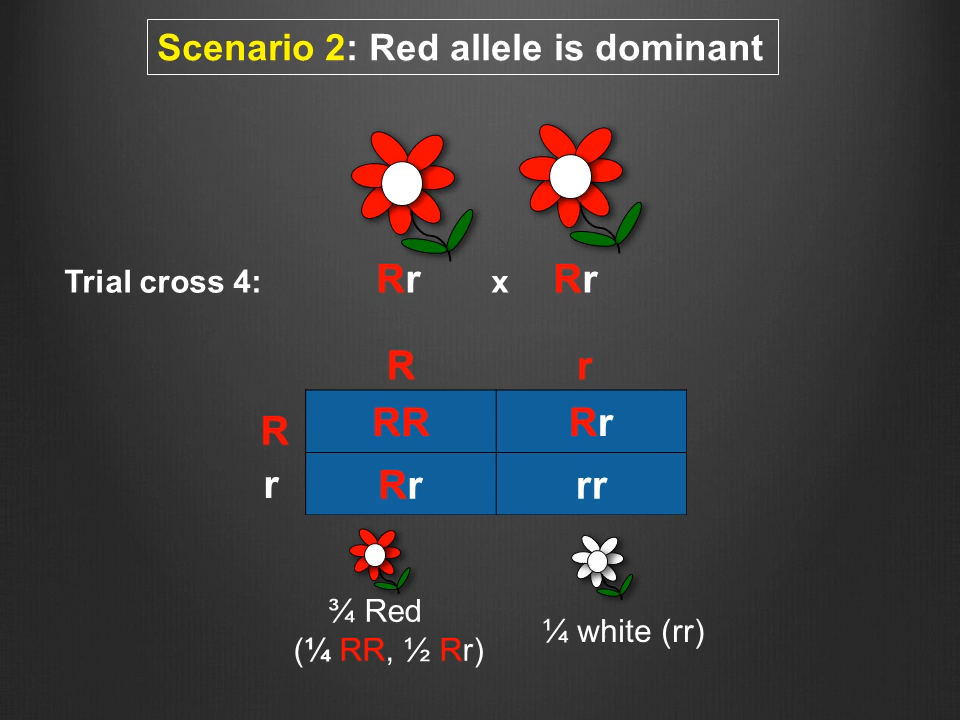 Scenario 2: Red allele is dominant
Trial cross 4: Rr x Rr
R r
R RR Rr
r Rr rr
¾ Red
(¼ RR, ½ Rr)
¼ white (rr)